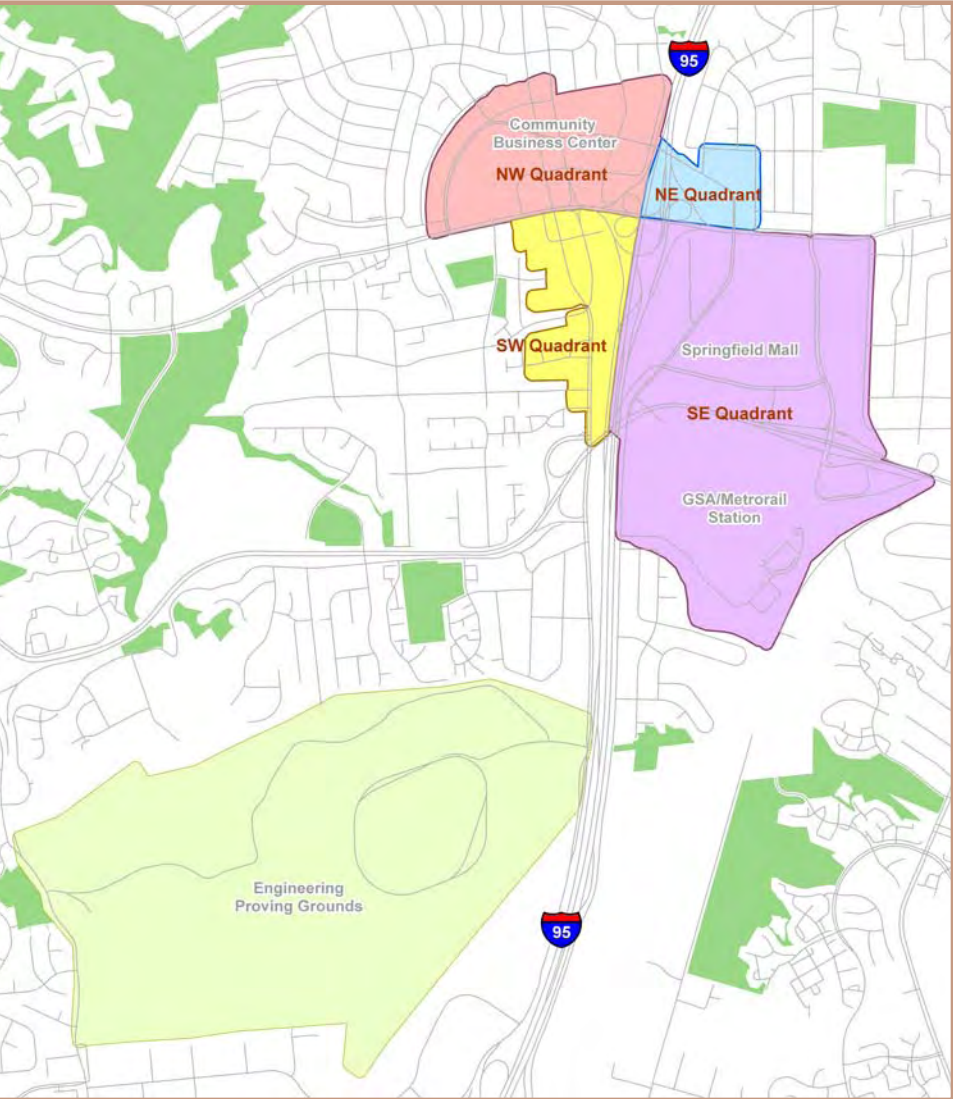 95
Community
Business Center
NW Quadrant
NE Quadrant
SW Quadrant
Springfield Mall
SE Quadrant
GSA/Metrorail
Station
Engineering
Proving Grounds
95